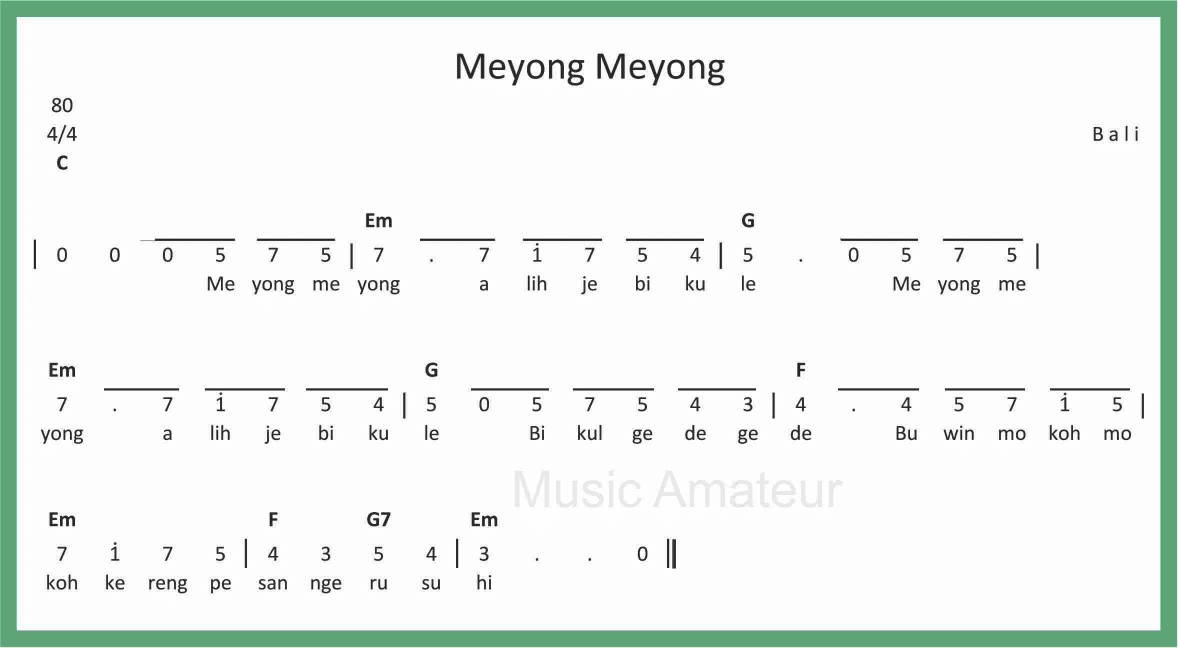 Meyong Meyong
80
4/4
Bali
C
Em G
| 0 0 0 5 7 5 | 7 . 7 1̇ 7 5 4 | 5 . 0 5 7 5 |
Me yong me yong a lih je bi ku le Me yong me
Em G F
7 . 7 1̇ 7 5 4 | 5 0 5 7 5 4 3 | 4 . 4 5 7 1̇ 5 |
yong a lih je bi ku le Bi kul ge de ge de Bu win mo koh mo
Music Amateur
Em F G7 Em
7 1̇ 7 5 | 4 3 5 4 | 3 . . 0 ||
koh ke reng pe san nge ru su hi